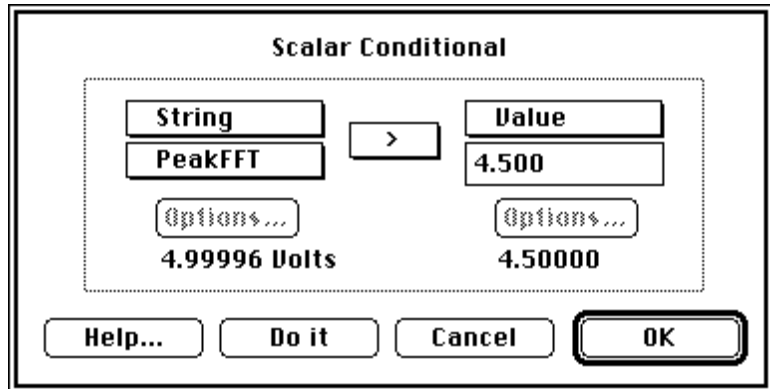 Scalar Conditional
String > Value
PeakFFT 4.500
Options... Options...
4.99996 Volts 4.50000
Help... Do it Cancel OK